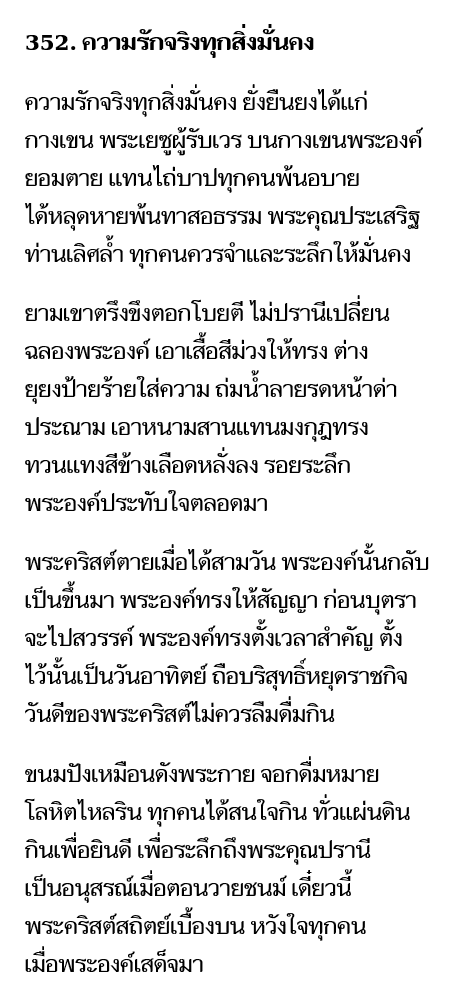 352. ความรักจริงทุกสิ่งมั่นคง
ความรักจริงทุกสิ่งมั่นคง ยั่งยืนยงได้แก่
กางเขน พระเยซูผู้รับเวร บนกางเขนพระองค์
ยอมตาย แทนไถ่บาปทุกคนพ้นอบาย
ได้หลุดหายพ้นทาสอธรรม พระคุณประเสริฐ
ท่านเลิศล้ำ ทุกคนควรจำและระลึกให้มั่นคง
ยามเขาตรึงขึงตอกโบยตี ไม่ปรานีเปลี่ยน
ฉลองพระองค์ เอาเสื้อสีม่วงให้ทรง ต่าง
ยุยงป้ายร้ายใส่ความ ถ่มน้ำลายรดหน้าด่า
ประณาม เอาหนามสานแทนมงกุฎทรง
ทวนแทงสีข้างเลือดหลั่งลง รอยระลึก
พระองค์ประทับใจตลอดมา
พระคริสต์ตายเมื่อได้สามวัน พระองค์นั้นกลับ
เป็นขึ้นมา พระองค์ทรงให้สัญญา ก่อนบุตรา
จะไปสวรรค์ พระองค์ทรงตั้งเวลาสำคัญ ตั้ง
ไว้นั้นเป็นวันอาทิตย์ ถือบริสุทธิ์หยุดราชกิจ
วันดีของพระคริสต์ไม่ควรลืมดื่มกิน
ขนมปังเหมือนดังพระกาย จอกดื่มหมาย
โลหิตไหลริน ทุกคนได้สนใจกิน ทั่วแผ่นดิน
กินเพื่อยินดี เพื่อระลึกถึงพระคุณปรานี
เป็นอนุสรณ์เมื่อตอนวายชนม์ เดี๋ยวนี้
พระคริสต์สถิตย์เบื้องบน หวังใจทุกคน
เมื่อพระองค์เสด็จมา